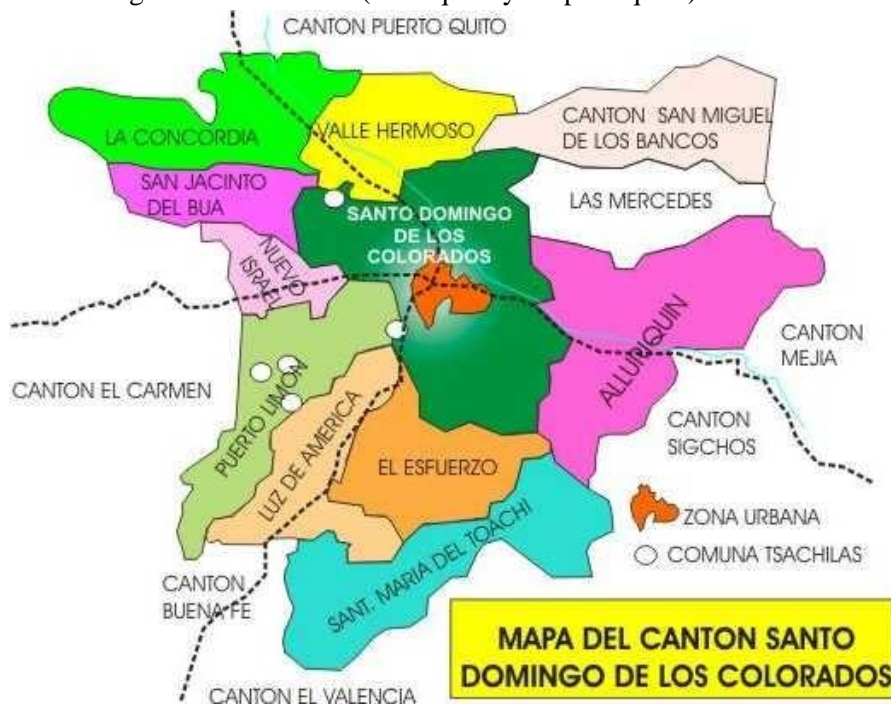 CANTON PUERTO QUITO
LA CONCORDIA
VALLE HERMOSO
CANTON SAN MIGUEL
DE LOS BANCOS
SAN JACINTO
DEL BUA
LAS MERCEDES
SANTO DOMINGO
DE LOS
COLORADOS
NUEVO
ISRAEL
ALLURIQUIN
CANTON
MEJIA
CANTON EL CARMEN
PUERTO LIMON
LUZ DE AMERICA
CANTON
SIGCHOS
EL ESFUERZO
ZONA URBANA
COMUNA TSACHILAS
SANT. MARIA DEL TOACHI
CANTON
BUENA FE
MAPA DEL CANTON SANTO
DOMINGO DE LOS COLORADOS
CANTON EL VALENCIA